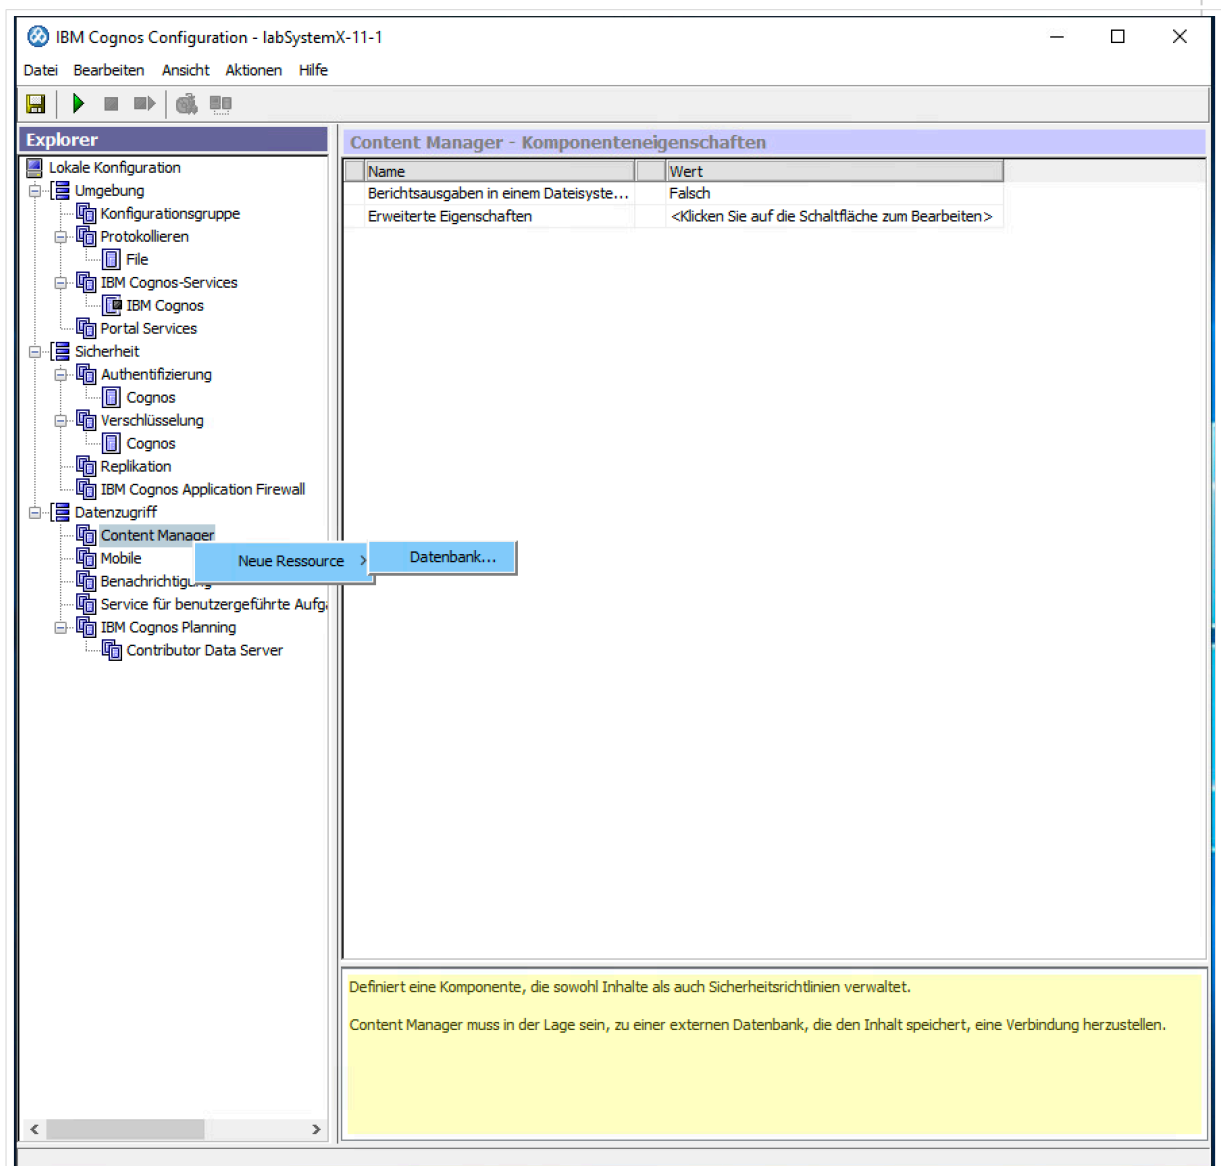 IBM Cognos Configuration - labSystemX-11-1
Datei Bearbeiten Ansicht Aktionen Hilfe
Explorer
Lokale Konfiguration
Umgebung
Konfigurationsgruppe
Protokollieren
File
IBM Cognos-Services
IBM Cognos
Portal Services
Sicherheit
Authentifizierung
Cognos
Verschlüsselung
Cognos
Replikation
IBM Cognos Application Firewall
Datenzugriff
Content Manager
Mobile
Benachrichtigung
Service für benutzergeführte Aufg
IBM Cognos Planning
Contributor Data Server
Neue Ressource
Datenbank...
Content Manager - Komponenteneigenschaften
Name Wert
Berichtsausgaben in einem Dateisyste... Falsch
Erweiterte Eigenschaften <Klicken Sie auf die Schaltfläche zum Bearbeiten>
Definiert eine Komponente, die sowohl Inhalte als auch Sicherheitsrichtlinien verwaltet.
Content Manager muss in der Lage sein, zu einer externen Datenbank, die den Inhalt speichert, eine Verbindung herzustellen.